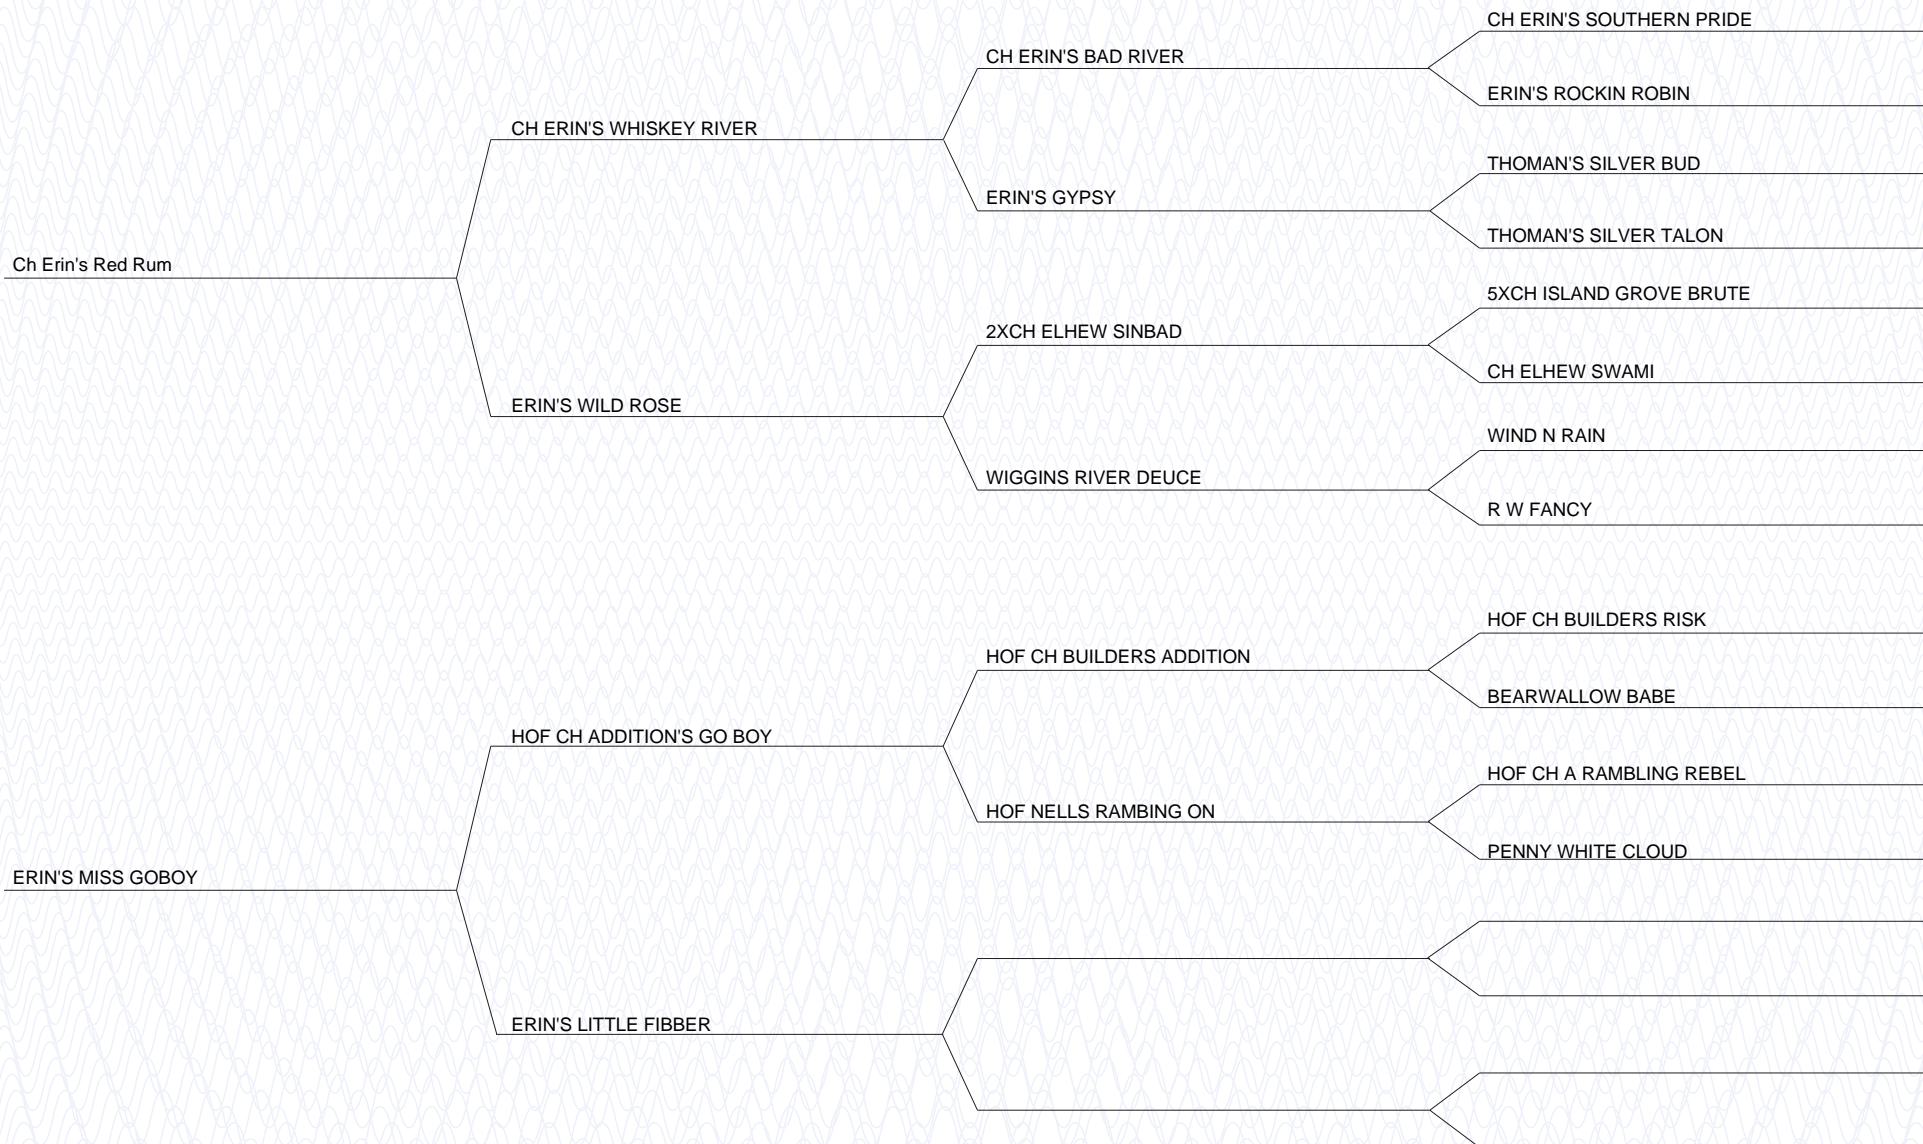 CH ERIN'S SOUTHERN PRIDE
CH ERIN'S BAD RIVER
ERIN'S ROCKIN ROBIN
CH ERIN'S WHISKEY RIVER
THOMAN'S SILVER BUD
ERIN'S GYPSY
THOMAN'S SILVER TALON
Ch Erin's Red Rum
5XCH ISLAND GROVE BRUTE
2XCH ELHEW SINBAD
CH ELHEW SWAMI
ERIN'S WILD ROSE
WIND N RAIN
WIGGINS RIVER DEUCE
R W FANCY
HOF CH BUILDERS RISK
HOF CH BUILDERS ADDITION
BEARWALLOW BABE
HOF CH ADDITION'S GO BOY
HOF CH A RAMBLING REBEL
HOF NELLS RAMBING ON
PENNY WHITE CLOUD
ERIN'S MISS GOBOY
ERIN'S LITTLE FIBBER